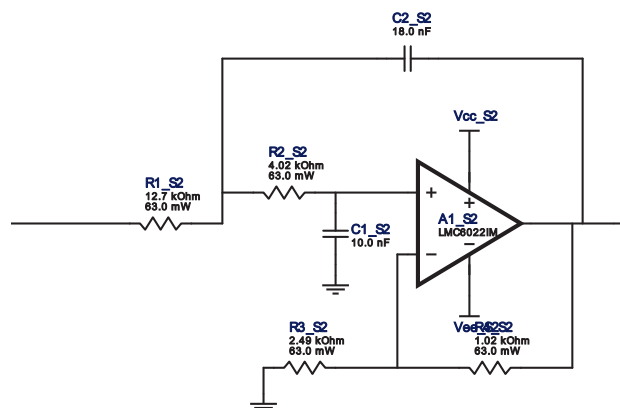 C2_S2
18.0 nF
Vcc_S2
R2_S2
4.02 kOhm
63.0 mW
R1_S2
12.7 kOhm
63.0 mW
+
+
A1_S2
LMC6022IM
−
−
C1_S2
10.0 nF
Vee_S2
R4_S2
1.02 kOhm
63.0 mW
R3_S2
2.49 kOhm
63.0 mW